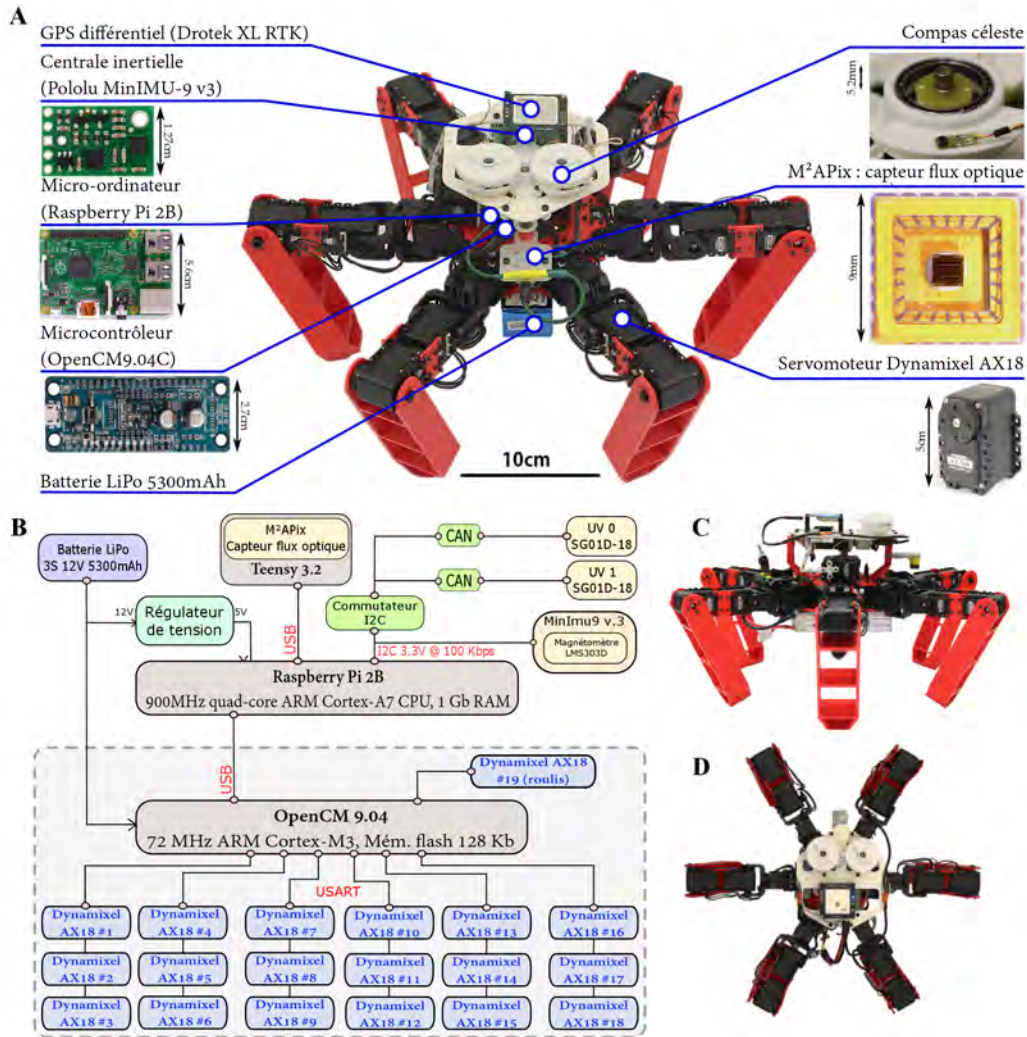 A
GPS différentiel (Drotek XL RTK)
Centrale inertielle
(Pololu MinIMU-9 v3)
1.27cm
Micro-ordinateur
(Raspberry Pi 2B)
5.6cm
Microcontrôleur
(OpenCM9.04C)
2.7cm
Batterie LiPo 5300mAh
10cm
Compas céleste
5.2mm
M²APix : capteur flux optique
9mm
Servomoteur Dynamixel AX18
5cm
B
Batterie LiPo
3S 12V 5300mAh
M²APix
Capteur flux optique
Teensy 3.2
CAN
UV 0
SG01D-18
CAN
UV 1
SG01D-18
12V
Régulateur
de tension
5V
Commutateur
I2C
MinImu9 v.3
Magnétomètre
LMS303D
USB
I2C 3.3V @ 100 Kbps
Raspberry Pi 2B
900MHz quad-core ARM Cortex-A7 CPU, 1 Gb RAM
USB
Dynamixel AX18
#19 (roulis)
OpenCM 9.04
72 MHz ARM Cortex-M3, Mém. flash 128 Kb
USART
Dynamixel
AX18 #1
Dynamixel
AX18 #4
Dynamixel
AX18 #7
Dynamixel
AX18 #10
Dynamixel
AX18 #13
Dynamixel
AX18 #16
Dynamixel
AX18 #2
Dynamixel
AX18 #5
Dynamixel
AX18 #8
Dynamixel
AX18 #11
Dynamixel
AX18 #14
Dynamixel
AX18 #17
Dynamixel
AX18 #3
Dynamixel
AX18 #6
Dynamixel
AX18 #9
Dynamixel
AX18 #12
Dynamixel
AX18 #15
Dynamixel
AX18 #18
C
D